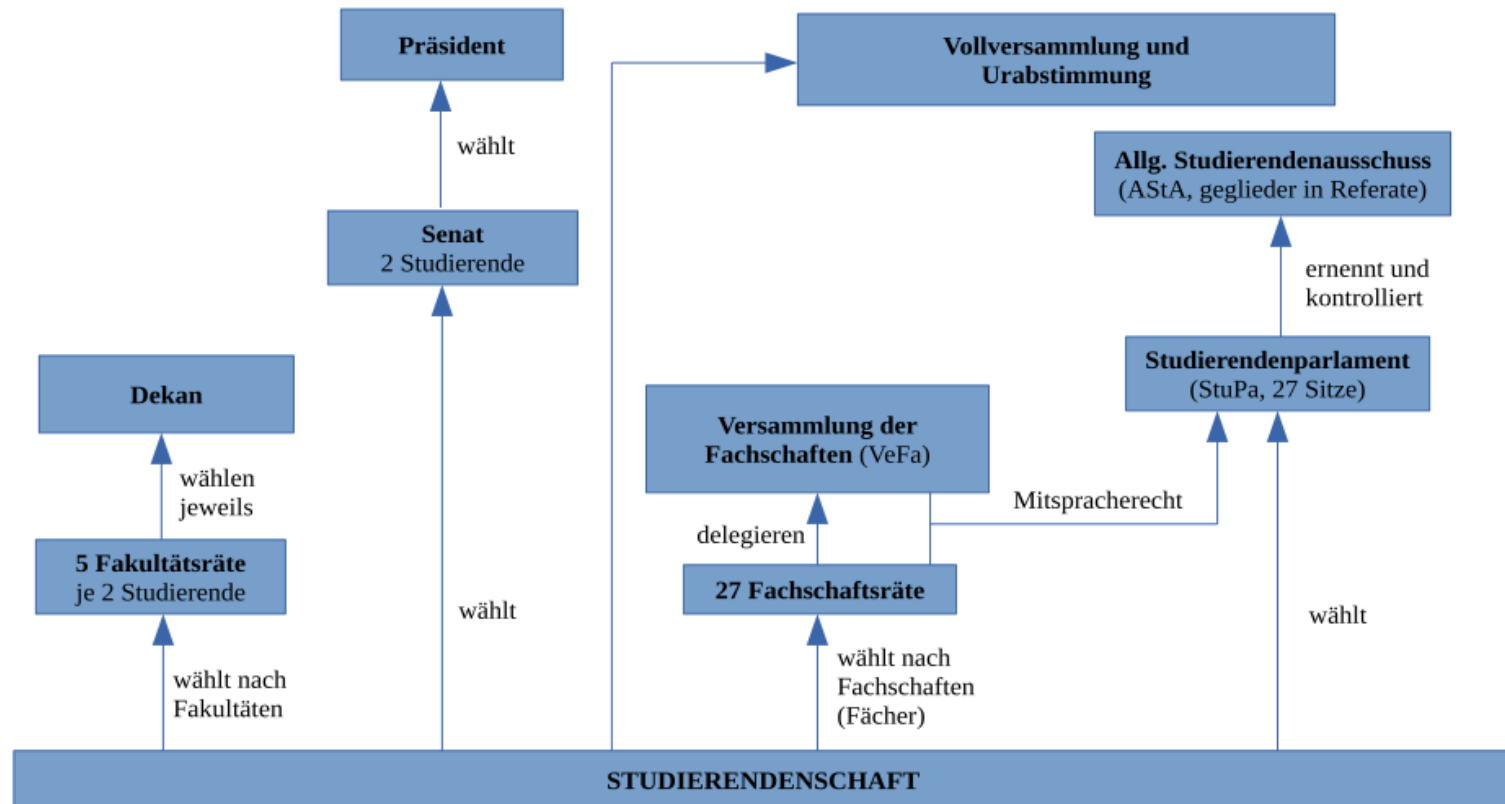 Präsident
Vollversammlung und
Urabstimmung
wählt
Allg. Studierendenausschuss
(AStA, geglieder in Referate)
Senat
2 Studierende
ernennt und
kontrolliert
Studierendenparlament
(StuPa, 27 Sitze)
Dekan
Versammlung der
Fachschaften (VeFa)
wählen
jeweils
Mitspracherecht
delegieren
5 Fakultätsräte
je 2 Studierende
27 Fachschaftsräte
wählt
wählt
wählt nach
Fachschaften
(Fächer)
wählt nach
Fakultäten
STUDIERENDENSCHAFT